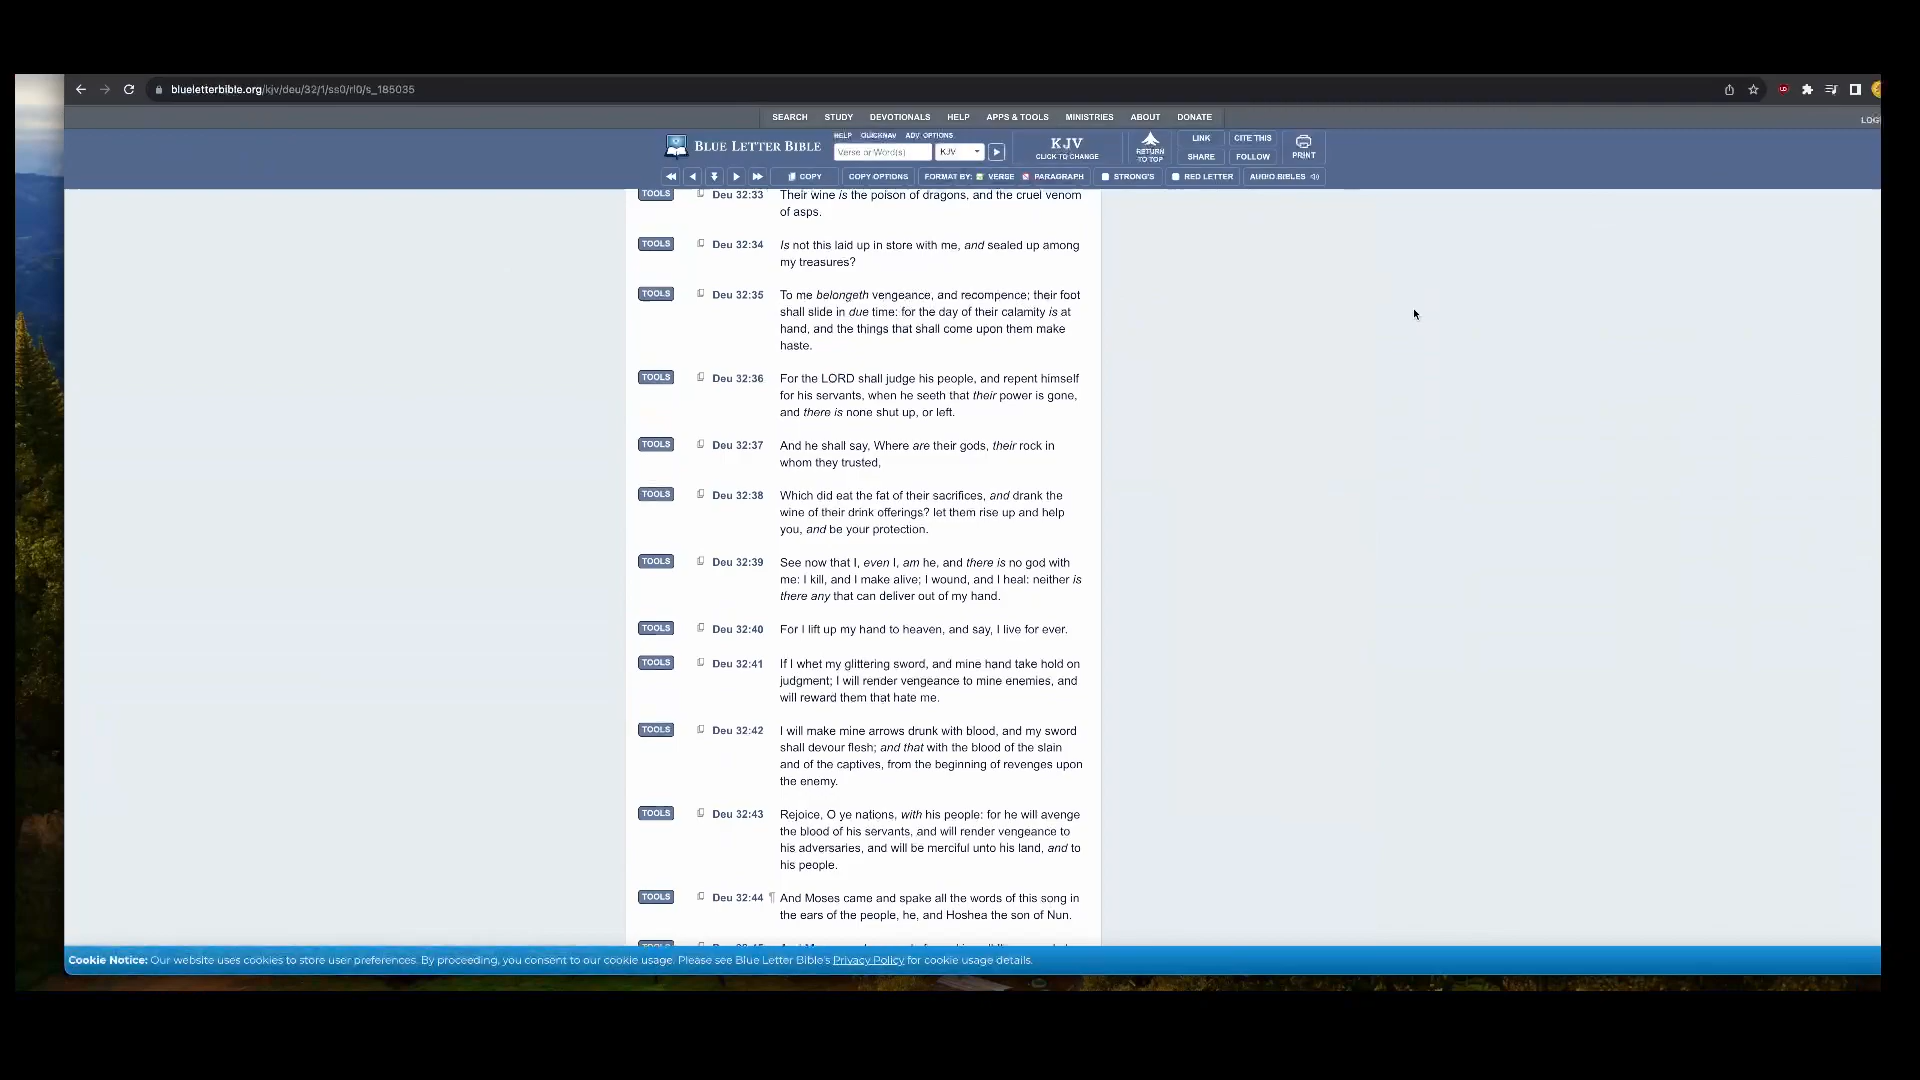 blueletterbible.org/kjv/deu/32/1/ss0/rl0/s_185035
SEARCH STUDY DEVOTIONALS HELP APPS & TOOLS MINISTRIES ABOUT DONATE
BLUE LETTER BIBLE
HELP QUICKNAV ADV. OPTIONS
Verse or Word(s) KJV
KJV
CLICK TO CHANGE
RETURN
TO TOP
LINK CITE THIS
SHARE FOLLOW
PRINT
COPY COPY OPTIONS FORMAT BY: VERSE PARAGRAPH STRONG'S RED LETTER AUDIO BIBLES
TOOLS Deu 32:33 Their wine is the poison of dragons, and the cruel venom
of asps.
TOOLS Deu 32:34 Is not this laid up in store with me, and sealed up among
my treasures?
TOOLS Deu 32:35 To me belongeth vengeance, and recompence; their foot
shall slide in due time: for the day of their calamity is at
hand, and the things that shall come upon them make
haste.
TOOLS Deu 32:36 For the LORD shall judge his people, and repent himself
for his servants, when he seeth that their power is gone,
and there is none shut up, or left.
TOOLS Deu 32:37 And he shall say, Where are their gods, their rock in
whom they trusted,
TOOLS Deu 32:38 Which did eat the fat of their sacrifices, and drank the
wine of their drink offerings? let them rise up and help
you, and be your protection.
TOOLS Deu 32:39 See now that I, even I, am he, and there is no god with
me: I kill, and I make alive; I wound, and I heal: neither is
there any that can deliver out of my hand.
TOOLS Deu 32:40 For I lift up my hand to heaven, and say, I live for ever.
TOOLS Deu 32:41 If I whet my glittering sword, and mine hand take hold on
judgment; I will render vengeance to mine enemies, and
will reward them that hate me.
TOOLS Deu 32:42 I will make mine arrows drunk with blood, and my sword
shall devour flesh; and that with the blood of the slain
and of the captives, from the beginning of revenges upon
the enemy.
TOOLS Deu 32:43 Rejoice, O ye nations, with his people: for he will avenge
the blood of his servants, and will render vengeance to
his adversaries, and will be merciful unto his land, and to
his people.
TOOLS Deu 32:44 ¶ And Moses came and spake all the words of this song in
the ears of the people, he, and Hoshea the son of Nun.
Cookie Notice: Our website uses cookies to store user preferences. By proceeding, you consent to our cookie usage. Please see Blue Letter Bible's Privacy Policy for cookie usage details.